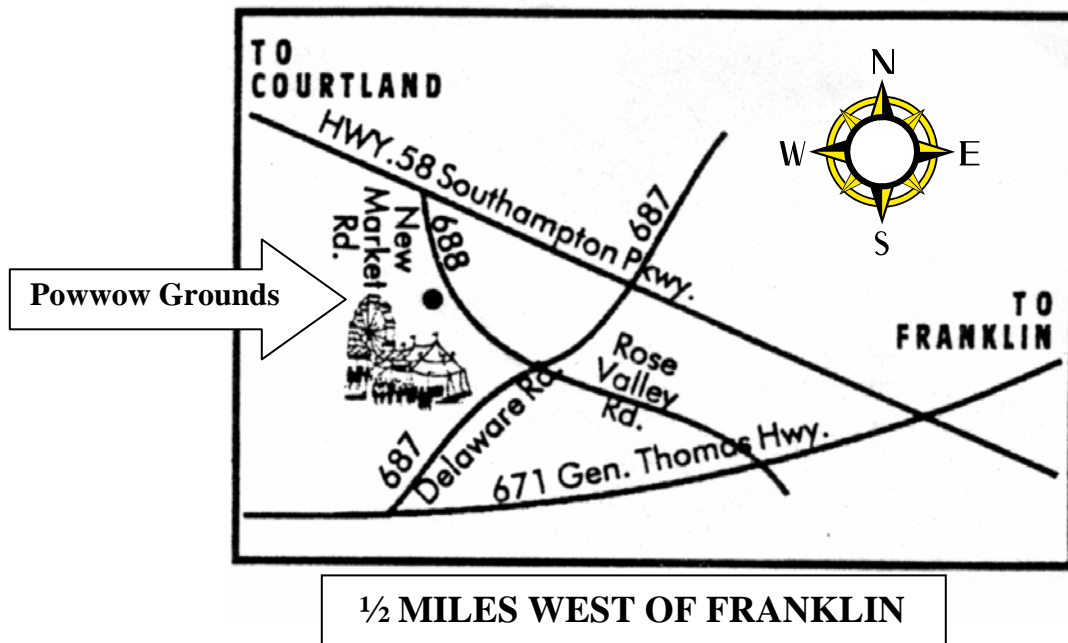 TO
COURTLAND
N
W
E
S
HWY. 58 Southampton Pkwy.
687
New
Market
Rd.
688
Powwow Grounds
TO
FRANKLIN
Rose
Valley
Rd.
Delaware Rd.
687
671 Gen. Thomas Hwy.
½ MILES WEST OF FRANKLIN